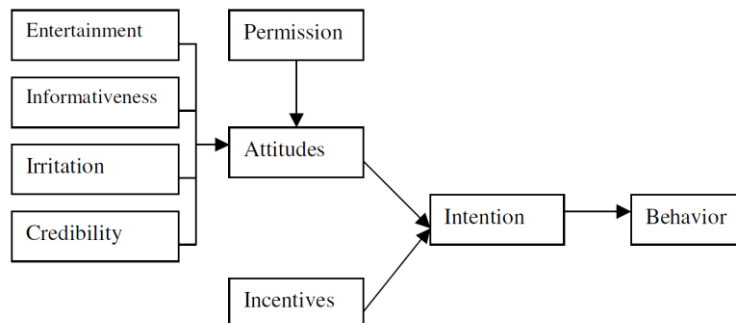 Entertainment
Permission
Informativeness
Attitudes
Irritation
Credibility
Intention
Behavior
Incentives